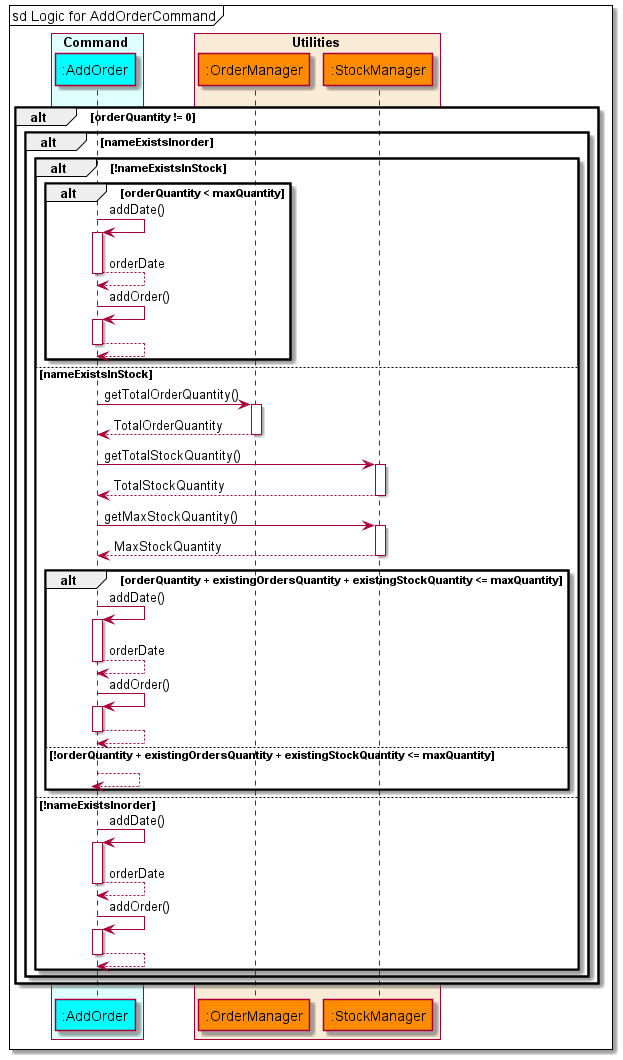 sd Logic for AddOrderCommand
Command
Utilities
:AddOrder
:OrderManager
:StockManager
alt [orderQuantity != 0]
alt [nameExistsInorder]
alt [!nameExistsInStock]
alt [orderQuantity < maxQuantity]
addDate()
orderDate
addOrder()
[nameExistsInStock]
getTotalOrderQuantity()
TotalOrderQuantity
getTotalStockQuantity()
TotalStockQuantity
getMaxStockQuantity()
MaxStockQuantity
alt [orderQuantity + existingOrdersQuantity + existingStockQuantity <= maxQuantity]
addDate()
orderDate
addOrder()
[!orderQuantity + existingOrdersQuantity + existingStockQuantity <= maxQuantity]
[!nameExistsInorder]
addDate()
orderDate
addOrder()
:AddOrder
:OrderManager
:StockManager